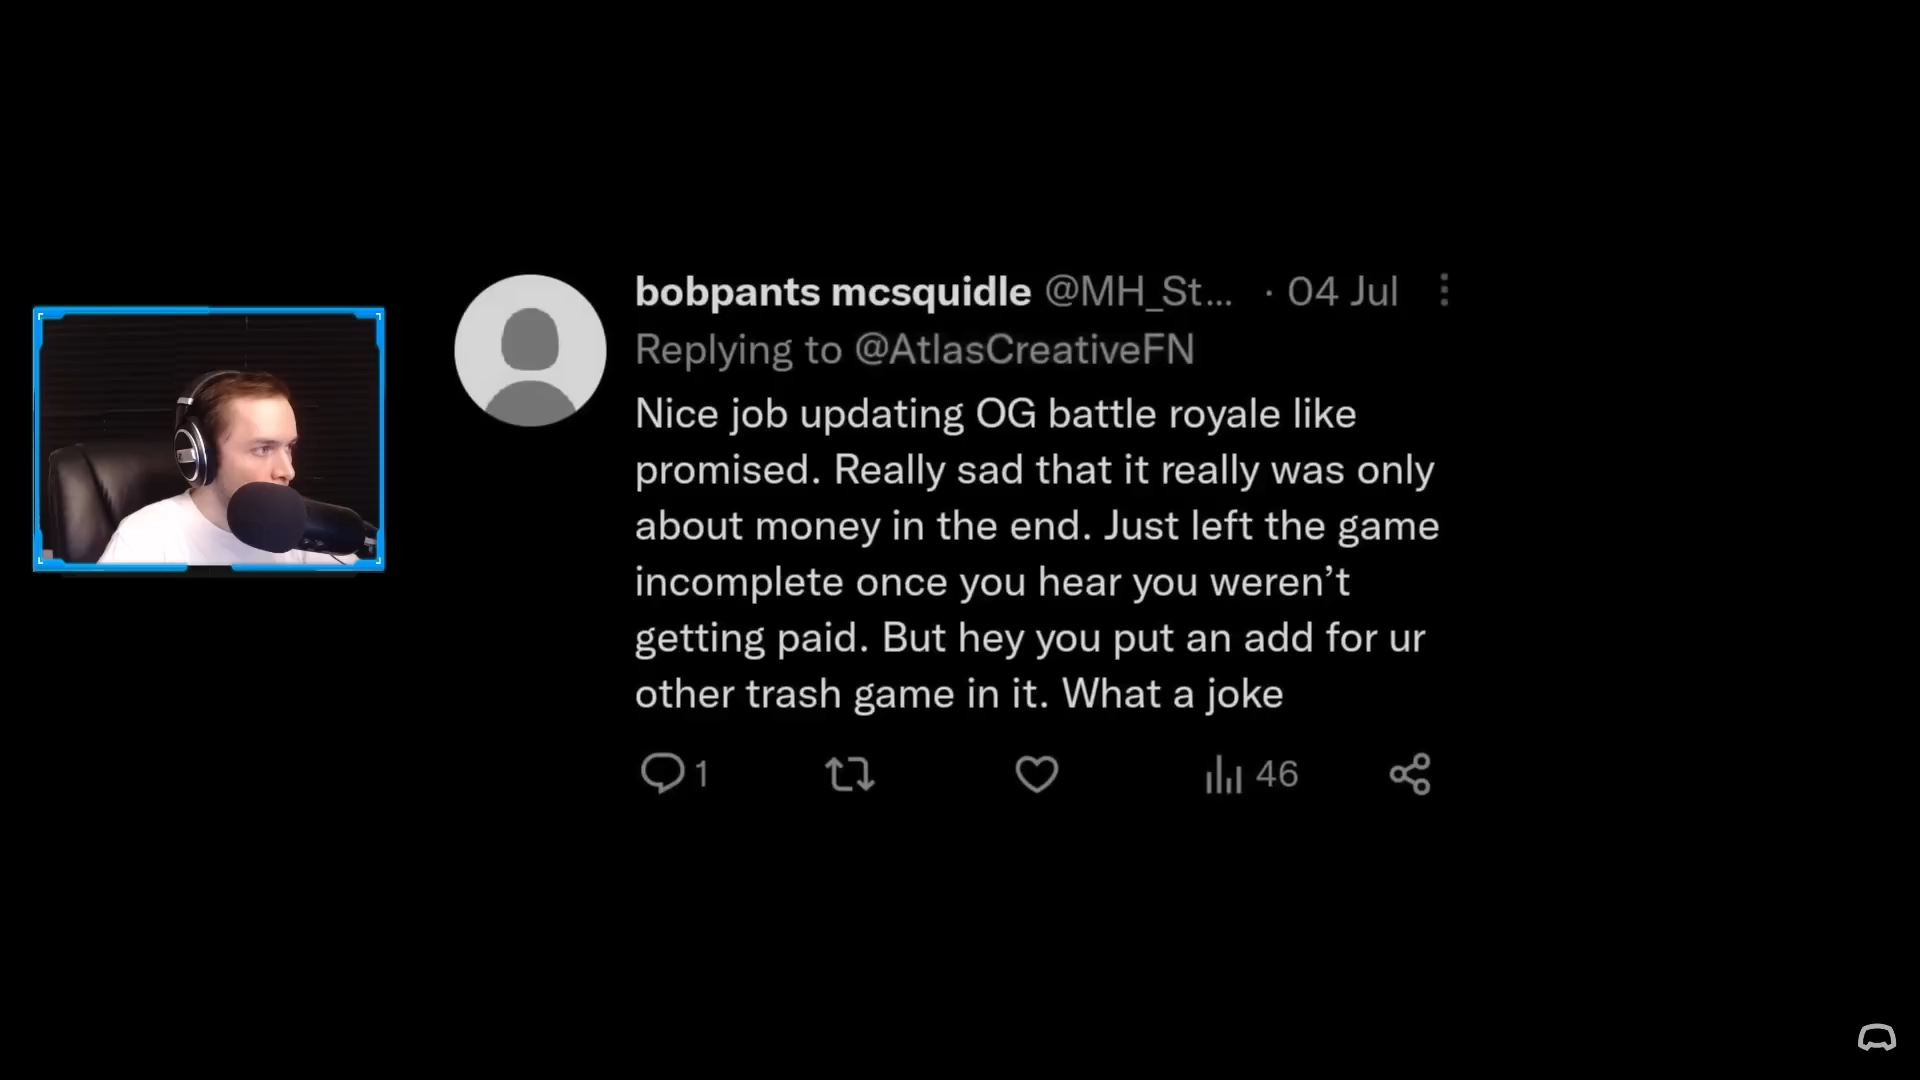 bobpants mcsquidle @MH_St... · 04 Jul
Replying to @AtlasCreativeFN
Nice job updating OG battle royale like
promised. Really sad that it really was only
about money in the end. Just left the game
incomplete once you hear you weren’t
getting paid. But hey you put an add for ur
other trash game in it. What a joke
1 46